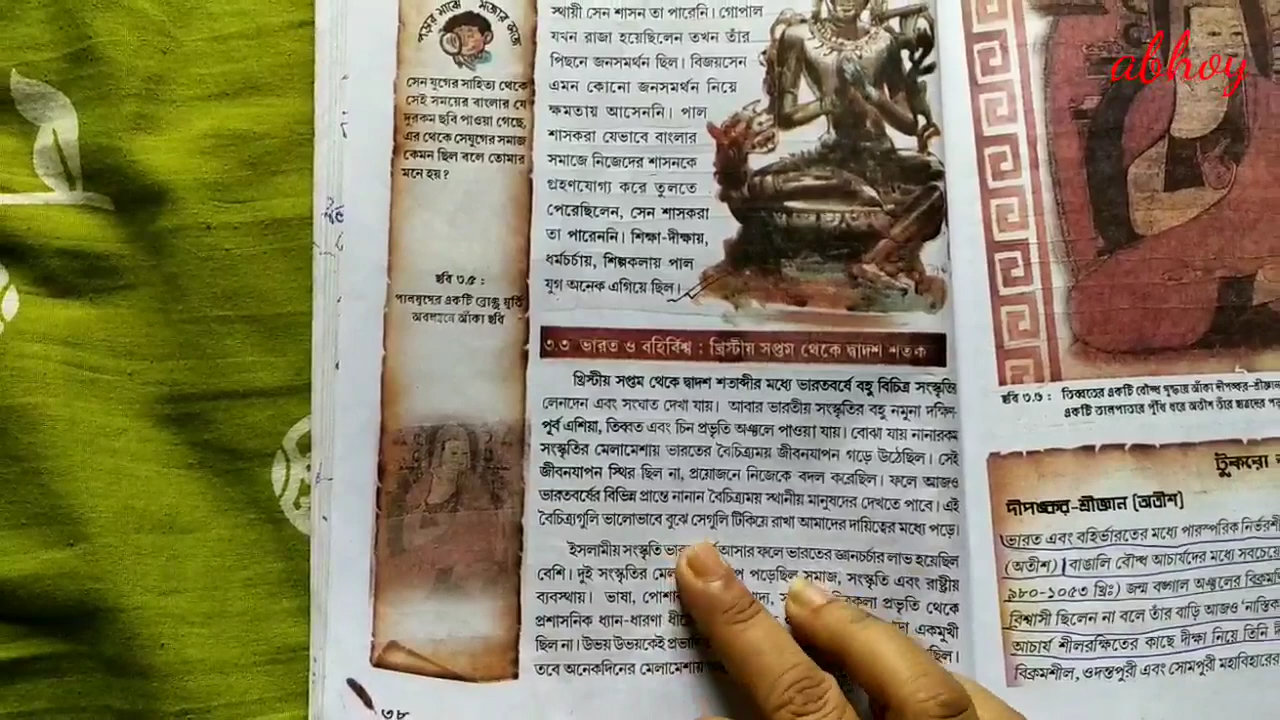 পড়ার মাঝে মজার কাজ
সেন যুগের সাহিত্য থেকে
সেই সময়ের বাংলার যে
দুরকম ছবি পাওয়া গেছে,
এর থেকে সেযুগের সমাজ
কেমন ছিল বলে তোমার
মনে হয়?
ছবি ৩.৫ :
পালযুগের একটি ব্রোঞ্জ মূর্তি
অবলম্বনে আঁকা ছবি
স্থায়ী সেন শাসন তা পারেনি। গোপাল
যখন রাজা হয়েছিলেন তখন তাঁর
পিছনে জনসমর্থন ছিল। বিজয়সেন
এমন কোনো জনসমর্থন নিয়ে
ক্ষমতায় আসেননি। পাল
শাসকরা যেভাবে বাংলার
সমাজে নিজেদের শাসনকে
গ্রহণযোগ্য করে তুলতে
পেরেছিলেন, সেন শাসকরা
তা পারেননি। শিক্ষা-দীক্ষায়,
ধর্মচর্চায়, শিল্পকলায় পাল
যুগ অনেক এগিয়ে ছিল।
৩.৩ ভারত ও বহির্বিশ্ব : খ্রিস্টীয় সপ্তম থেকে দ্বাদশ শতক
খ্রিস্টীয় সপ্তম থেকে দ্বাদশ শতাব্দীর মধ্যে ভারতবর্ষে বহু বিচিত্র সংস্কৃতির
লেনদেন এবং সংঘাত দেখা যায়। আবার ভারতীয় সংস্কৃতির বহু নমুনা দক্ষিণ-
পূর্ব এশিয়া, তিব্বত এবং চিন প্রভৃতি অঞ্চলে পাওয়া যায়। বোঝা যায় নানারকম
সংস্কৃতির মেলামেশায় ভারতের বৈচিত্র্যময় জীবনযাপন গড়ে উঠেছিল। সেই
জীবনযাপন স্থির ছিল না, প্রয়োজনে নিজেকে বদল করেছিল। ফলে আজও
ভারতবর্ষের বিভিন্ন প্রান্তে নানান বৈচিত্র্যময় স্থানীয় মানুষদের দেখতে পাবে। এই
বৈচিত্র্যগুলি ভালোভাবে বুঝে সেগুলি টিকিয়ে রাখা আমাদের দায়িত্বের মধ্যে পড়ে।
ইসলামীয় সংস্কৃতি আসার ফলে ভারতের জ্ঞানচর্চার লাভ হয়েছিল
বেশি। দুই সংস্কৃতির পড়েছিল সমাজ, সংস্কৃতি এবং রাষ্ট্রীয়
ব্যবস্থায়। ভাষা, প্রভৃতি থেকে
প্রশাসনিক ধ্যান-ধারণা একমুখী
ছিল না। উভয় উভয়কেই ছিল।
তবে অনেকদিনের মেলামেশায়
৩৮
abhoy
ছবি ৩.৬ : তিব্বতের একটি বৌদ্ধ গুম্ফায় আঁকা দীপঙ্কর-শ্রীজ্ঞান
একটি তালপাতার পুঁথি ধরে অতীশ তাঁর ছাত্রদের
টুকরো
দীপঙ্কর-শ্রীজ্ঞান (অতীশ)
ভারত এবং বহির্ভারতের মধ্যে পারস্পরিক
(অতীশ)। বাঙালি বৌদ্ধ আচার্যদের মধ্যে সবচেয়ে
৯৮০-১০৫৩ খ্রিঃ) জন্ম বঙ্গাল অঞ্চলের
বিশ্বাসী ছিলেন না বলে তাঁর বাড়ি আজও
আচার্য শীলরক্ষিতের কাছে দীক্ষা নিয়ে তিনি
বিক্রমশীল, ওদন্তপুরী এবং সোমপুরী মহাবিহারের